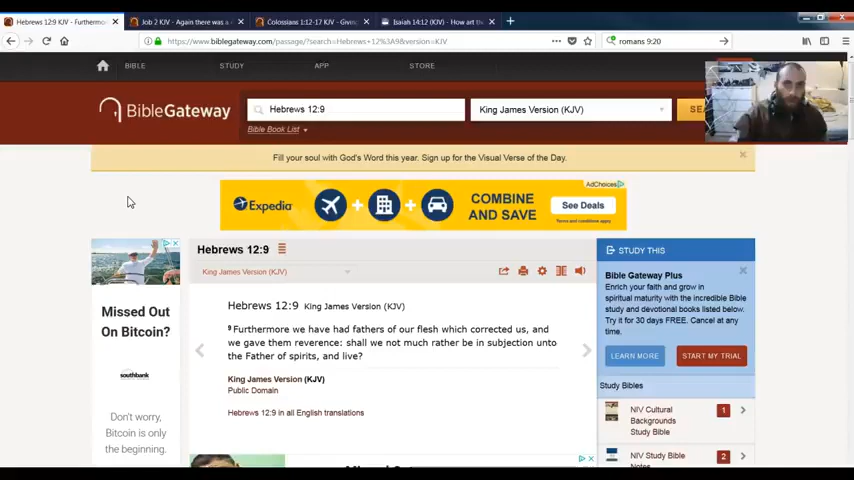 Hebrews 12:9 KJV - Furthermor
Job 2 KJV - Again there was a
Colossians 1:12-17 KJV - Giving
Isaiah 14:12 (KJV) - How art th
https://www.biblegateway.com/passage/?search=Hebrews+12%3A9&version=KJV
romans 9:20
BIBLE
STUDY
APP
STORE
BibleGateway
Hebrews 12:9
King James Version (KJV)
Bible Book List
Fill your soul with God's Word this year. Sign up for the Visual Verse of the Day.
AdChoices
Expedia
COMBINE
AND SAVE
See Deals
Terms and conditions apply
Missed Out
On Bitcoin?
southbank
Don't worry,
Bitcoin is only
the beginning.
Hebrews 12:9
King James Version (KJV)
Hebrews 12:9 King James Version (KJV)
9 Furthermore we have had fathers of our flesh which corrected us, and
we gave them reverence: shall we not much rather be in subjection unto
the Father of spirits, and live?
King James Version (KJV)
Public Domain
Hebrews 12:9 in all English translations
STUDY THIS
Bible Gateway Plus
Enrich your faith and grow in
spiritual maturity with the incredible Bible
study and devotional books listed below.
Try it for 30 days FREE. Cancel at any
time.
LEARN MORE
START MY TRIAL
Study Bibles
NIV Cultural
Backgrounds
Study Bible
1
NIV Study Bible
Notes
2